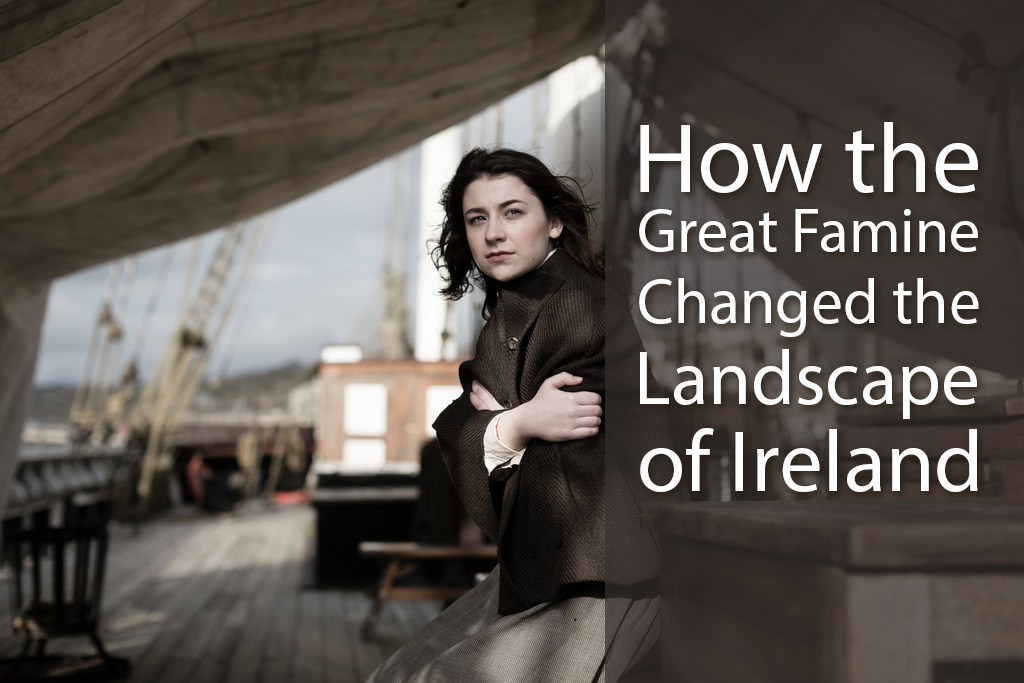 How the
Great Famine
Changed the
Landscape
of Ireland